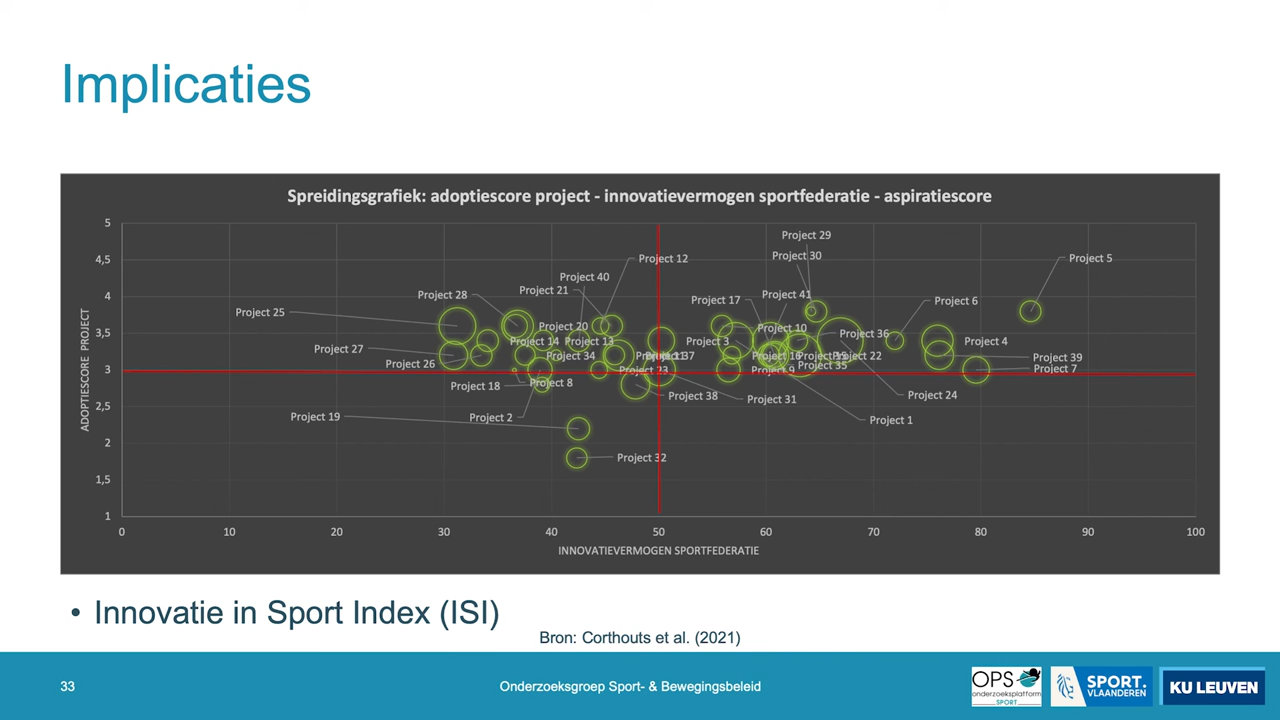 Implicaties
Spreidingsgrafiek: adoptiescore project - innovatievermogen sportfederatie - aspiratiescore
ADOPTIESCORE PROJECT
5
4,5
4
3,5
3
2,5
2
1,5
1
Project 29
Project 30
Project 12
Project 5
Project 40
Project 21
Project 28
Project 41
Project 17
Project 6
Project 25
Project 20
Project 10
Project 36
Project 14
Project 13
Project 3
Project 4
Project 27
Project 34
Project 37
Project 16
Project 22
Project 39
Project 26
Project 35
Project 7
Project 23
Project 9
Project 18
Project 8
Project 38
Project 31
Project 24
Project 19
Project 2
Project 1
Project 32
0 10 20 30 40 50 60 70 80 90 100
INNOVATIEVERMOGEN SPORTFEDERATIE
• Innovatie in Sport Index (ISI)
Bron: Corthouts et al. (2021)
33
Onderzoeksgroep Sport- & Bewegingsbeleid
OPS
onderzoeksplatform
SPORT
SPORT.
VLAANDEREN
KU LEUVEN